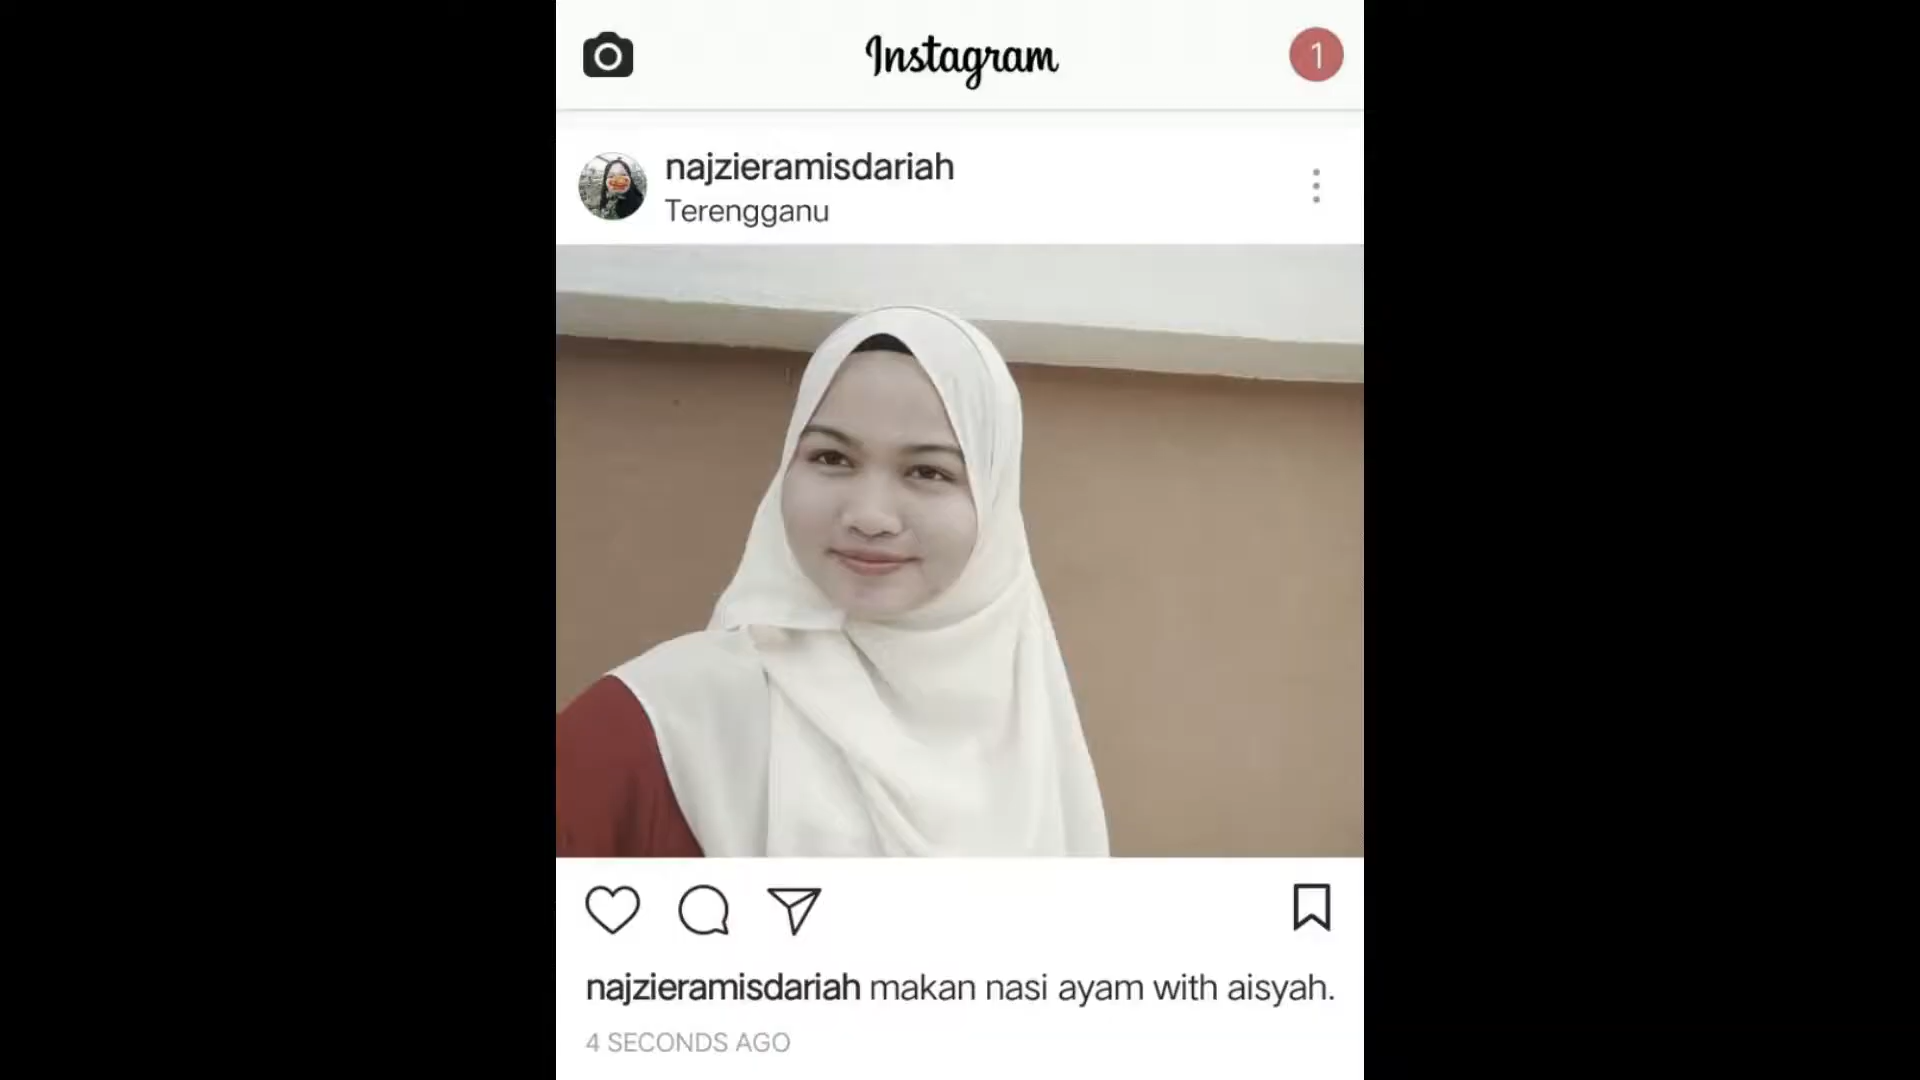 Instagram
1
najzieramisdariah
Terengganu
najzieramisdariah makan nasi ayam with aisyah.
4 SECONDS AGO